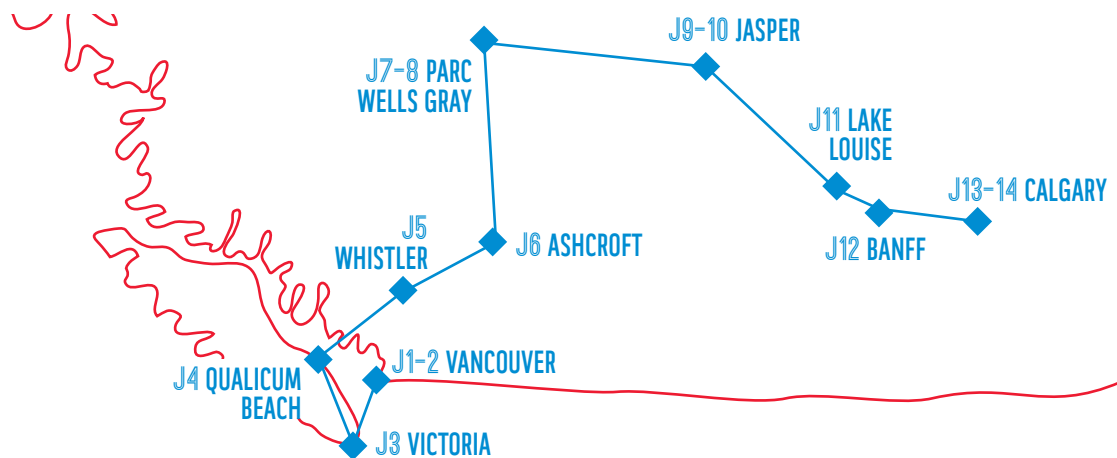 J9-10 JASPER
J7-8 PARC
WELLS GRAY
J11 LAKE
LOUISE
J13-14 CALGARY
J5
WHISTLER
J6 ASHCROFT
J12 BANFF
J1-2 VANCOUVER
J4 QUALICUM
BEACH
J3 VICTORIA